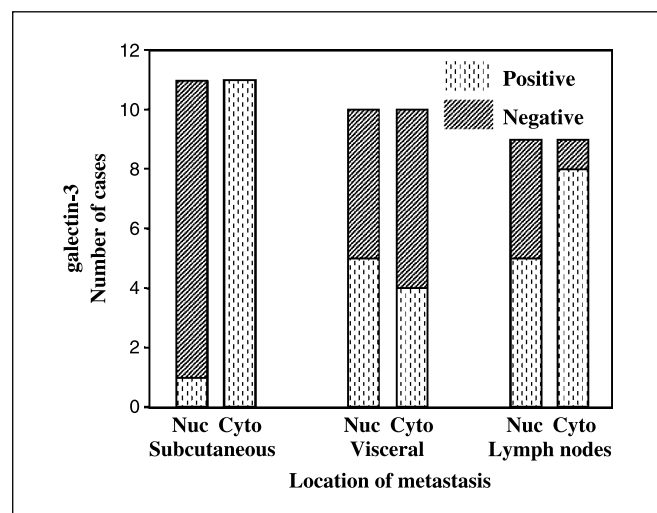 12
10
8
6
4
2
0
galectin-3
Number of cases
Positive
Negative
Nuc Cyto
Subcutaneous
Nuc Cyto
Visceral
Nuc Cyto
Lymph nodes
Location of metastasis